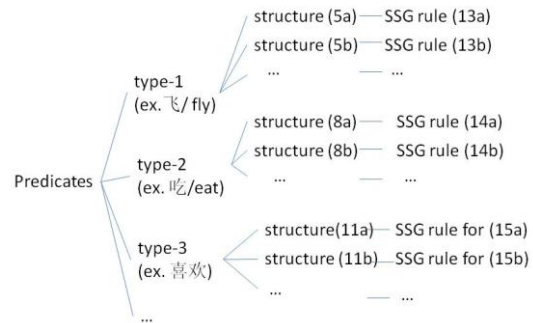 structure (5a) SSG rule (13a)
structure (5b) SSG rule (13b)
... ...
type-1
(ex. 飞/ fly)
structure (8a) SSG rule (14a)
structure (8b) SSG rule (14b)
... ...
type-2
(ex. 吃/eat)
Predicates
structure(11a) SSG rule for (15a)
structure (11b) SSG rule for (15b)
... ...
type-3
(ex. 喜欢)
...